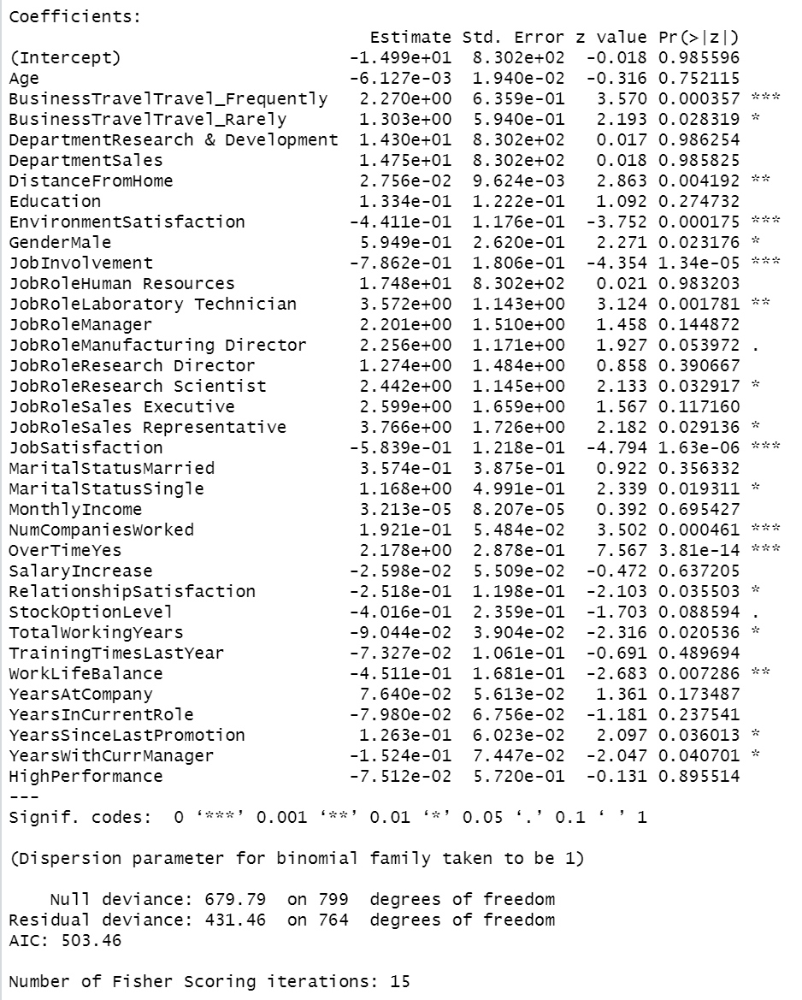 Coefficients:
Estimate Std. Error z value Pr(>|z|)
(Intercept) -1.499e+01 8.302e+02 -0.018 0.985596
Age -6.127e-03 1.940e-02 -0.316 0.752115
BusinessTravelTravel_Frequently 2.270e+00 6.359e-01 3.570 0.000357 ***
BusinessTravelTravel_Rarely 1.303e+00 5.940e-01 2.193 0.028319 *
DepartmentResearch & Development 1.430e+01 8.302e+02 0.017 0.986254
DepartmentSales 1.475e+01 8.302e+02 0.018 0.985825
DistanceFromHome 2.756e-02 9.624e-03 2.863 0.004192 **
Education 1.334e-01 1.222e-01 1.092 0.274732
EnvironmentSatisfaction -4.411e-01 1.176e-01 -3.752 0.000175 ***
GenderMale 5.949e-01 2.620e-01 2.271 0.023176 *
JobInvolvement -7.862e-01 1.806e-01 -4.354 1.34e-05 ***
JobRoleHuman Resources 1.748e+01 8.302e+02 0.021 0.983203
JobRoleLaboratory Technician 3.572e+00 1.143e+00 3.124 0.001781 **
JobRoleManager 2.201e+00 1.510e+00 1.458 0.144872
JobRoleManufacturing Director 2.256e+00 1.171e+00 1.927 0.053972 .
JobRoleResearch Director 1.274e+00 1.484e+00 0.858 0.390667
JobRoleResearch Scientist 2.442e+00 1.145e+00 2.133 0.032917 *
JobRoleSales Executive 2.599e+00 1.659e+00 1.567 0.117160
JobRoleSales Representative 3.766e+00 1.726e+00 2.182 0.029136 *
JobSatisfaction -5.839e-01 1.218e-01 -4.794 1.63e-06 ***
MaritalStatusMarried 3.574e-01 3.875e-01 0.922 0.356332
MaritalStatusSingle 1.168e+00 4.991e-01 2.339 0.019311 *
MonthlyIncome 3.213e-05 8.207e-05 0.392 0.695427
NumCompaniesWorked 1.921e-01 5.484e-02 3.502 0.000461 ***
OverTimeYes 2.178e+00 2.878e-01 7.567 3.81e-14 ***
SalaryIncrease -2.598e-02 5.509e-02 -0.472 0.637205
RelationshipSatisfaction -2.518e-01 1.198e-01 -2.103 0.035503 *
StockOptionLevel -4.016e-01 2.359e-01 -1.703 0.088594 .
TotalWorkingYears -9.044e-02 3.904e-02 -2.316 0.020536 *
TrainingTimesLastYear -7.327e-02 1.061e-01 -0.691 0.489694
WorkLifeBalance -4.511e-01 1.681e-01 -2.683 0.007286 **
YearsAtCompany 7.640e-02 5.613e-02 1.361 0.173487
YearsInCurrentRole -7.980e-02 6.756e-02 -1.181 0.237541
YearsSinceLastPromotion 1.263e-01 6.023e-02 2.097 0.036013 *
YearsWithCurrManager -1.524e-01 7.447e-02 -2.047 0.040701 *
HighPerformance -7.512e-02 5.720e-01 -0.131 0.895514
---
Signif. codes: 0 ‘***’ 0.001 ‘**’ 0.01 ‘*’ 0.05 ‘.’ 0.1 ‘ ’ 1
(Dispersion parameter for binomial family taken to be 1)
Null deviance: 679.79 on 799 degrees of freedom
Residual deviance: 431.46 on 764 degrees of freedom
AIC: 503.46
Number of Fisher Scoring iterations: 15